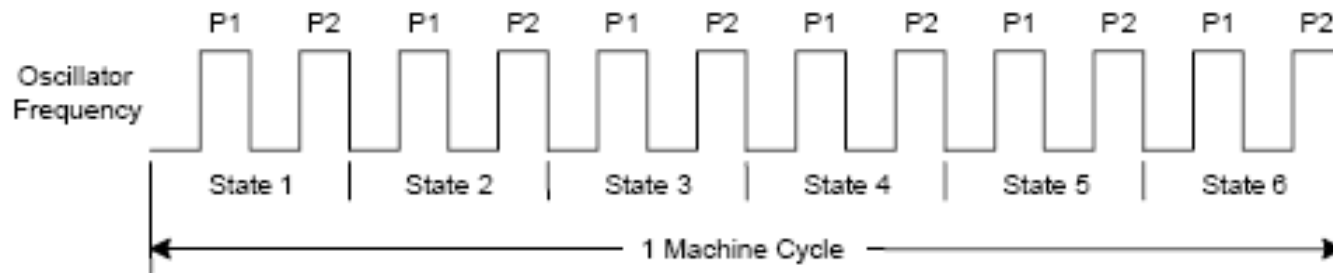 P1 P2 P1 P2 P1 P2 P1 P2 P1 P2 P1 P2
Oscillator
Frequency
State 1 State 2 State 3 State 4 State 5 State 6
1 Machine Cycle